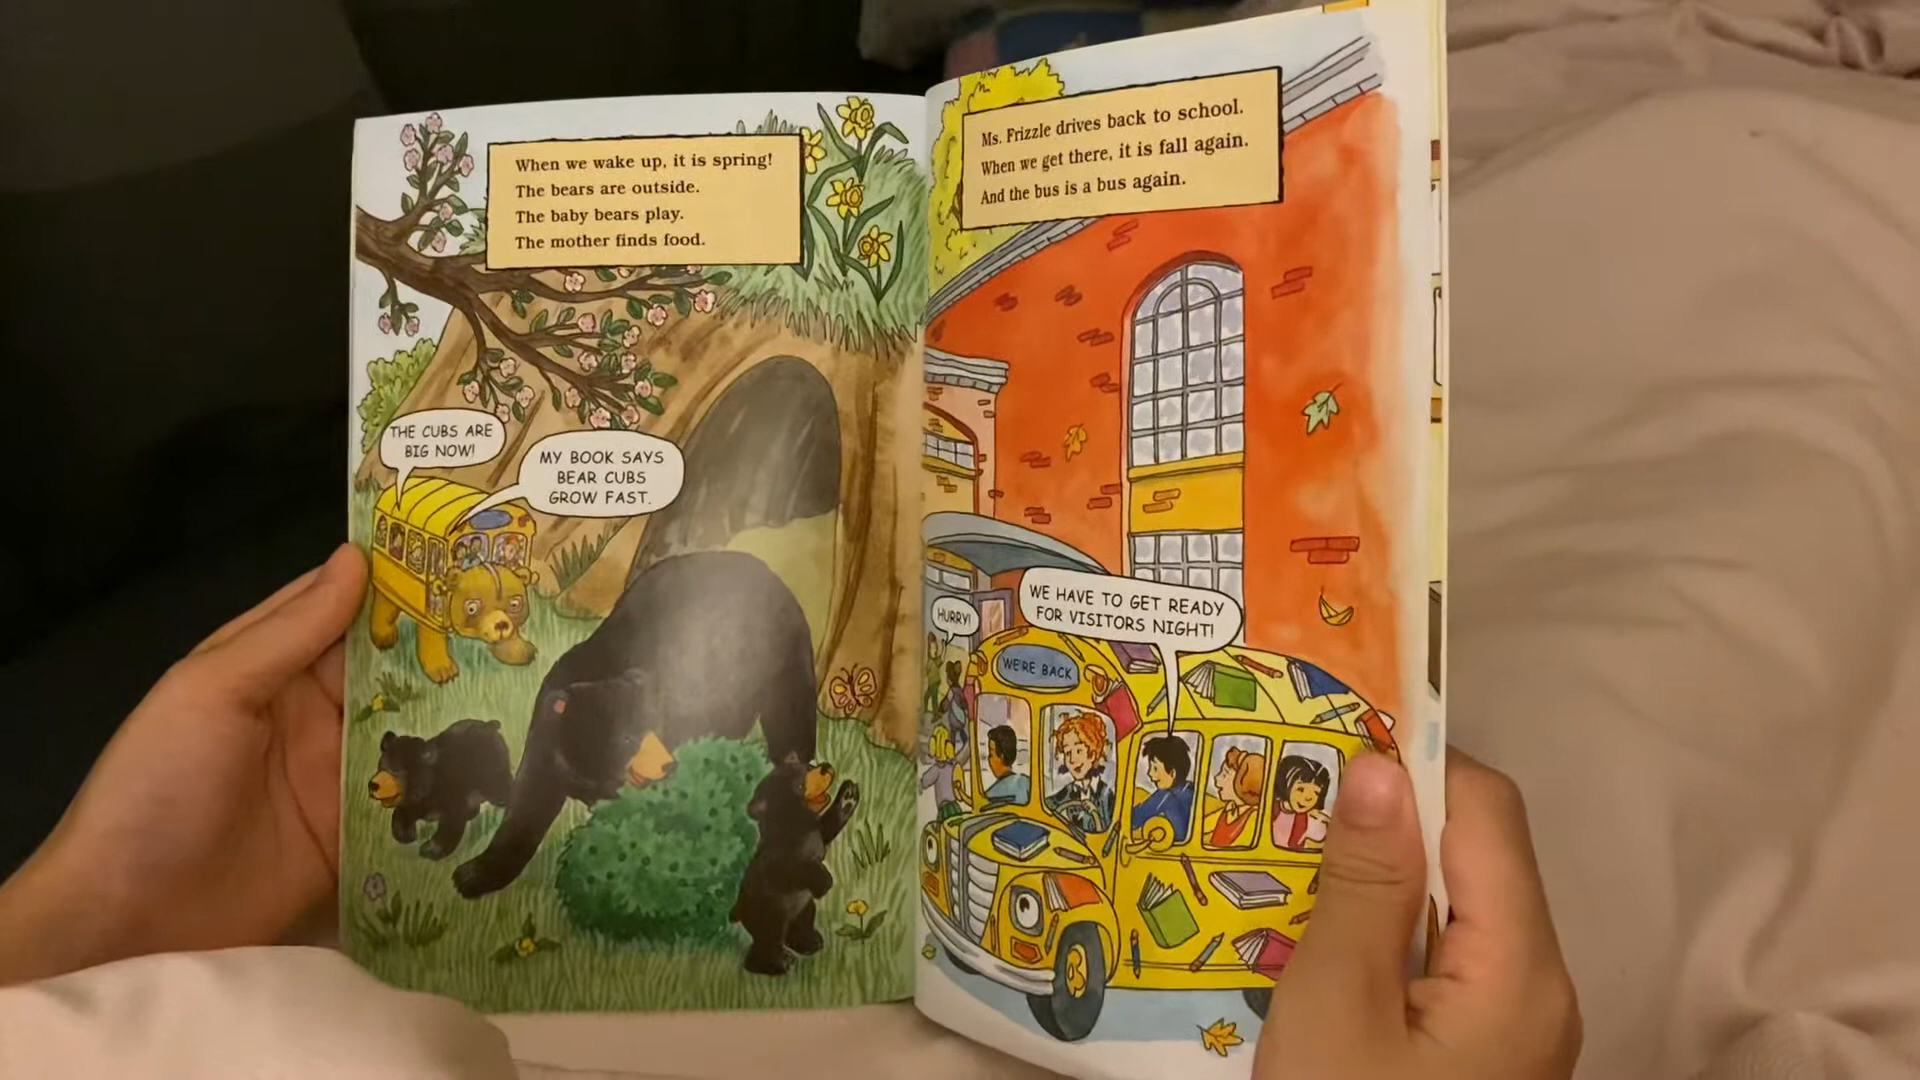 When we wake up, it is spring!
The bears are outside.
The baby bears play.
The mother finds food.
THE CUBS ARE
BIG NOW!
MY BOOK SAYS
BEAR CUBS
GROW FAST.
Ms. Frizzle drives back to school.
When we get there, it is fall again.
And the bus is a bus again.
HURRY!
WE HAVE TO GET READY
FOR VISITORS NIGHT!
WE'RE BACK